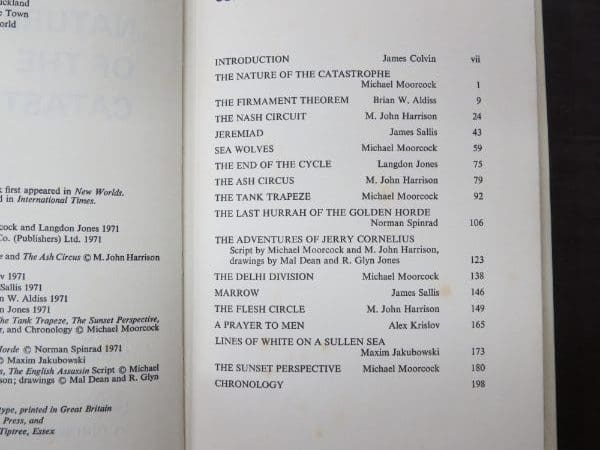 uckland
e Town
orld
k first appeared in New Worlds.
d in International Times.
cock and Langdon Jones 1971
Co. (Publishers) Ltd. 1971
e and The Ash Circus © M. John Harrison
v 1971
Sallis 1971
n W. Aldiss 1971
on Jones 1971
The Tank Trapeze, The Sunset Perspective,
r, and Chronology © Michael Moorcock
Horde © Norman Spinrad 1971
© Maxim Jakubowski
s, The English Assassin Script © Michael
son; drawings © Mal Dean and R. Glyn
type, printed in Great Britain
Press, and
Tiptree, Essex
INTRODUCTION James Colvin vii
THE NATURE OF THE CATASTROPHE
Michael Moorcock 1
THE FIRMAMENT THEOREM Brian W. Aldiss 9
THE NASH CIRCUIT M. John Harrison 24
JEREMIAD James Sallis 43
SEA WOLVES Michael Moorcock 59
THE END OF THE CYCLE Langdon Jones 75
THE ASH CIRCUS M. John Harrison 79
THE TANK TRAPEZE Michael Moorcock 92
THE LAST HURRAH OF THE GOLDEN HORDE
Norman Spinrad 106
THE ADVENTURES OF JERRY CORNELIUS
Script by Michael Moorcock and M. John Harrison,
drawings by Mal Dean and R. Glyn Jones 123
THE DELHI DIVISION Michael Moorcock 138
MARROW James Sallis 146
THE FLESH CIRCLE M. John Harrison 149
A PRAYER TO MEN Alex Krislov 165
LINES OF WHITE ON A SULLEN SEA
Maxim Jakubowski 173
THE SUNSET PERSPECTIVE Michael Moorcock 180
CHRONOLOGY 198